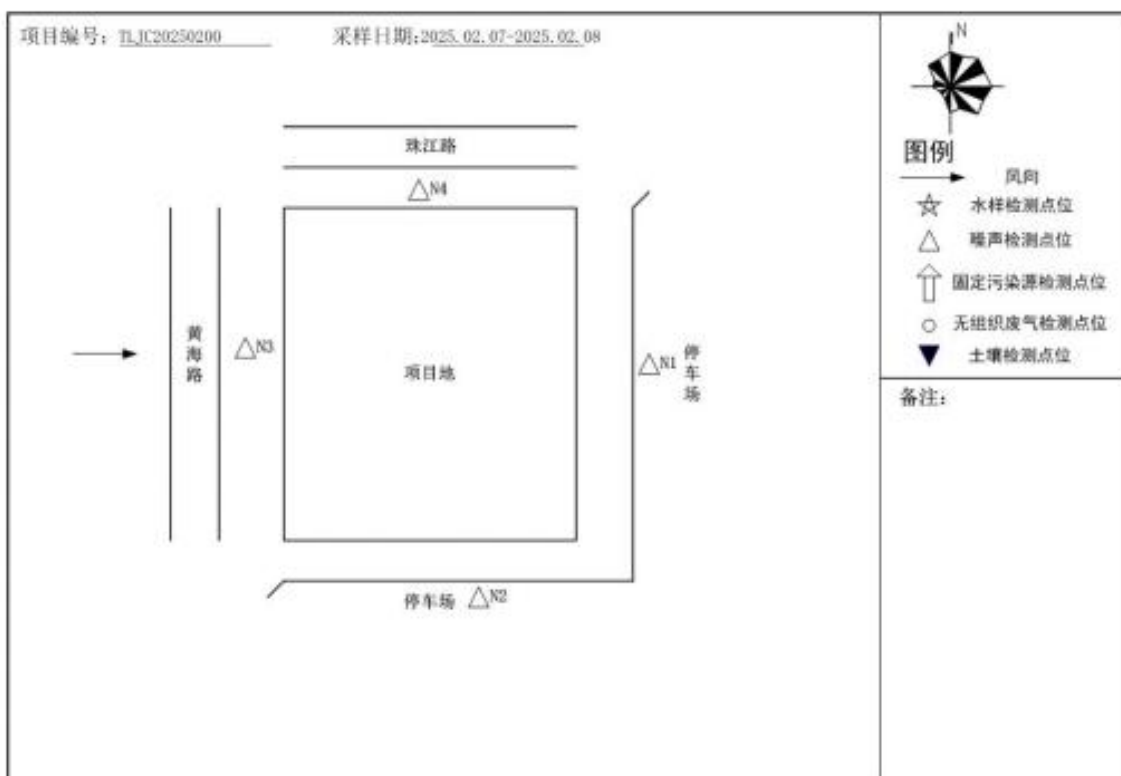 项目编号：TLJC20250200 采样日期:2025.02.07-2025.02.08
N
图例
风向
水样检测点位
噪声检测点位
固定污染源检测点位
无组织废气检测点位
土壤检测点位
备注：
珠江路
N4
黄海路
N3
项目地
N1
停车场
停车场
N2